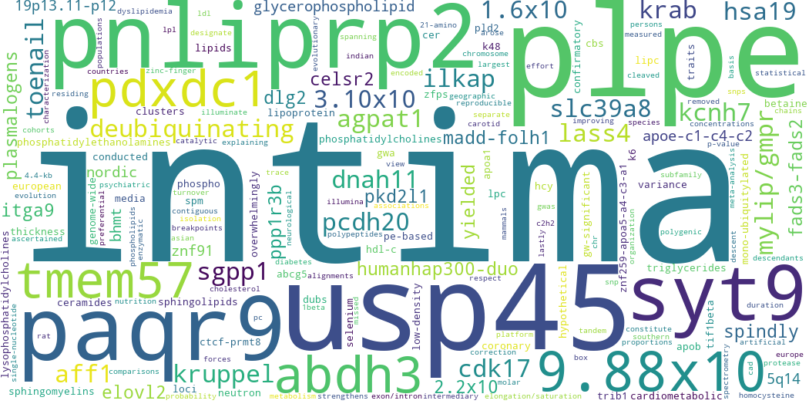 19p13.11-p12 dyslipidemia ldl glycerophospholipid 21-amino pld2 arose 1.6x10 krab hsa19
pnliprp2 plpe
toenail populations lpl designate evolutionary spanning cer k48 effort confirmatory cbs persons measured
characterization countries zinc-finger lipids indian chromosome largest lipc traits basis statistical
plasmalogens residing pdxdc1 encoded celsr2 ilkap zfps geographic cleaved snps
clusters illuminate dlg2 3.10x10 reproducible slc39a8 removed kcnh7 betaine chains
cohorts deubiquitinating lipoprotein agpat1 separate improving species concentrations
phosphatidylethanolamines catalytic explaining phosphatidylcholines carotid madd-folh1 lass4 apoe-c1-c4-c2 p-value
intima
4.4-kb conducted trace gwa view apoa1 k6 subfamily mylip/gmpr fads3-fads2
european nordic psychiatric phospho dnah11 yielded hcy variance meta-analysis
evolution genome-wide preferential media turnover overwhelmingly ppp1r3b neurological illumina pkd2l1 associations lpc gwas gw-significant znf259-apoa5-a4-c3-a1 mono-ubiquitylated
itga9 bhmt phospholipids spm contiguous isolation pcdh20 mammals c2h2 chr organization polygenic descent
thickness enzymatic breakpoints polypeptides pe-based descendants
ascertained asian znf91 hdl-c lastly triglycerides
lysophosphatidylcholines tmem57 sgpp1 diabetes abcg5 alignments humanhap300-duo respect hypothetical snp syt9 duration
cholesterol usp45
ceramides nutrition sphingolipids dubs 1beta missed selenium low-density platform tandem constitute southern proportions tif1beta spindly
single-nucleotide rat paqr9 pc ctcf-prmt8 coronary apob artificial
forces correction box spectrometry cad europe protease
aff1 comparisons kruppel abdh3 cdk17 9.88x10 5q14
sphingomyelins elovl2 loci probability neutron metabolism strengthens exon/intron 2.2x10 intermediary molar elongation/saturation trib1 cardiometabolic homocysteine